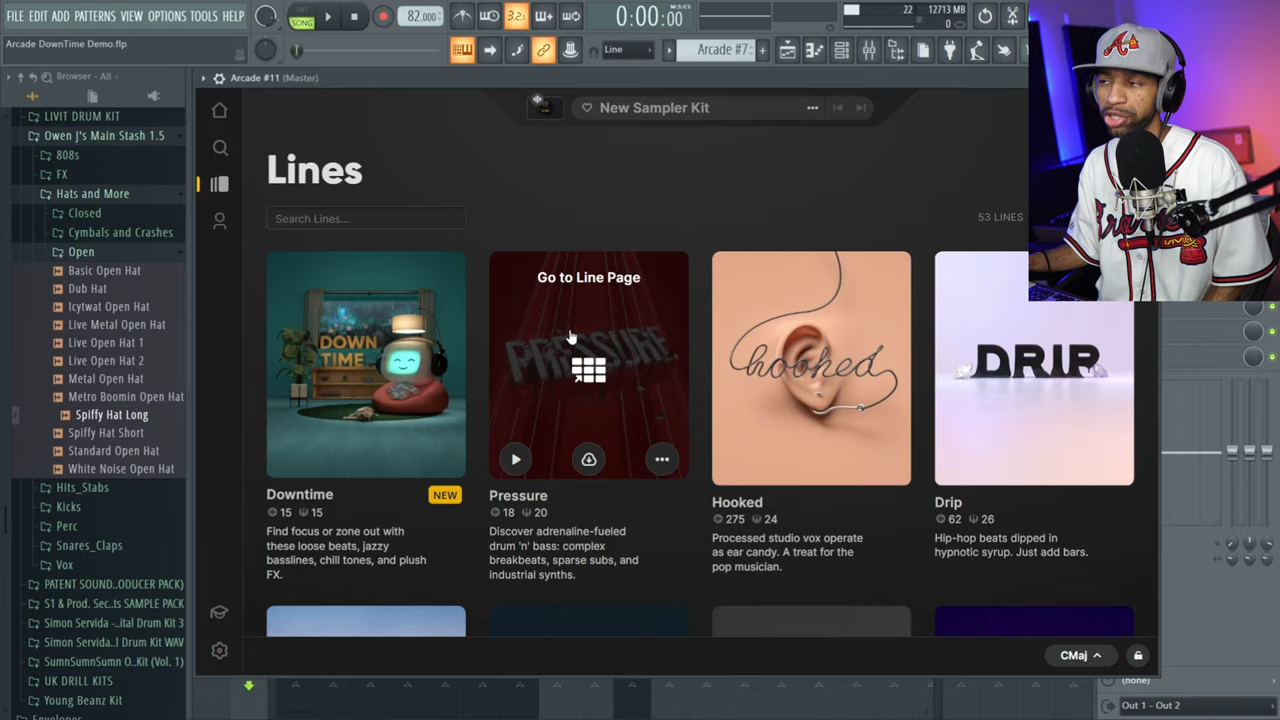 FILE EDIT ADD PATTERNS VIEW OPTIONS TOOLS HELP
SONG
82.000
3.2:
0:00:00
M:S:CS
22
12713 MB
0
Arcade DownTime Demo.flp
Line
Arcade #7
Browser - All
Arcade #11 (Master)
LIVIT DRUM KIT
Owen J's Main Stash 1.5
808s
FX
Hats and More
Closed
Cymbals and Crashes
Open
Basic Open Hat
Dub Hat
Icytwat Open Hat
Live Metal Open Hat
Live Open Hat 1
Live Open Hat 2
Metal Open Hat
Metro Boomin Open Hat
Spiffy Hat Long
Spiffy Hat Short
Standard Open Hat
White Noise Open Hat
Hits_Stabs
Kicks
Perc
Snares_Claps
Vox
PATENT SOUND...ODUCER PACK)
S1 & Prod. Sec...ts SAMPLE PACK
Simon Servida ...ital Drum Kit 3
Simon Servida...l Drum Kit WAV
SumnSumnSumn O..Kit (Vol. 1)
UK DRILL KITS
Young Beanz Kit
Envelopes
New Sampler Kit
Lines
Search Lines...
53 LINES
DOWN
TIME
Go to Line Page
PRESSURE
hooked
DRIP
Downtime
NEW
15 15
Find focus or zone out with
these loose beats, jazzy
basslines, chill tones, and plush
FX.
Pressure
18 20
Discover adrenaline-fueled
drum 'n' bass: complex
breakbeats, sparse subs, and
industrial synths.
Hooked
275 24
Processed studio vox operate
as ear candy. A treat for the
pop musician.
Drip
62 26
Hip-hop beats dipped in
hypnotic syrup. Just add bars.
CMaj
(none)
Out 1 - Out 2
A
Braves